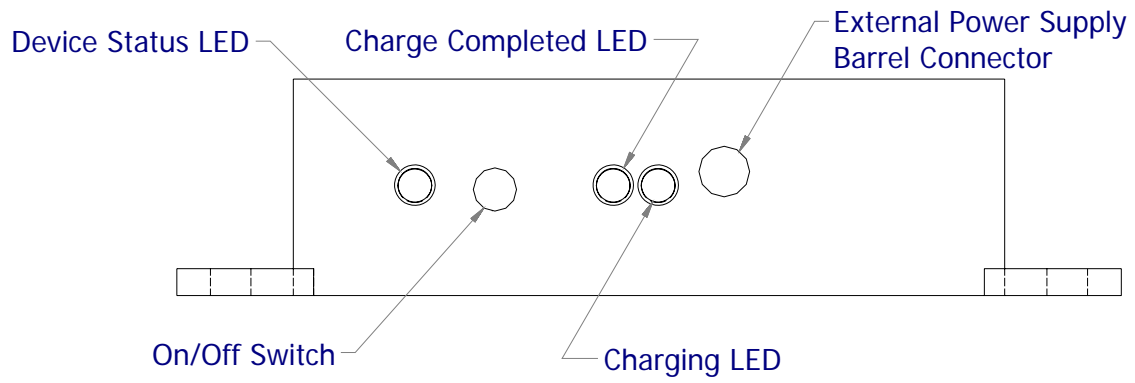 Device Status LED
Charge Completed LED
External Power Supply
Barrel Connector
On/Off Switch
Charging LED